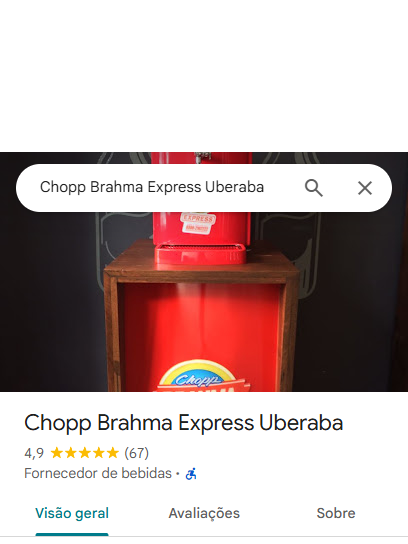 Chopp Brahma Express Uberaba
EXPRESS
Chopp
Chopp Brahma Express Uberaba
4,9 (67)
Fornecedor de bebidas ·
Visão geral Avaliações Sobre